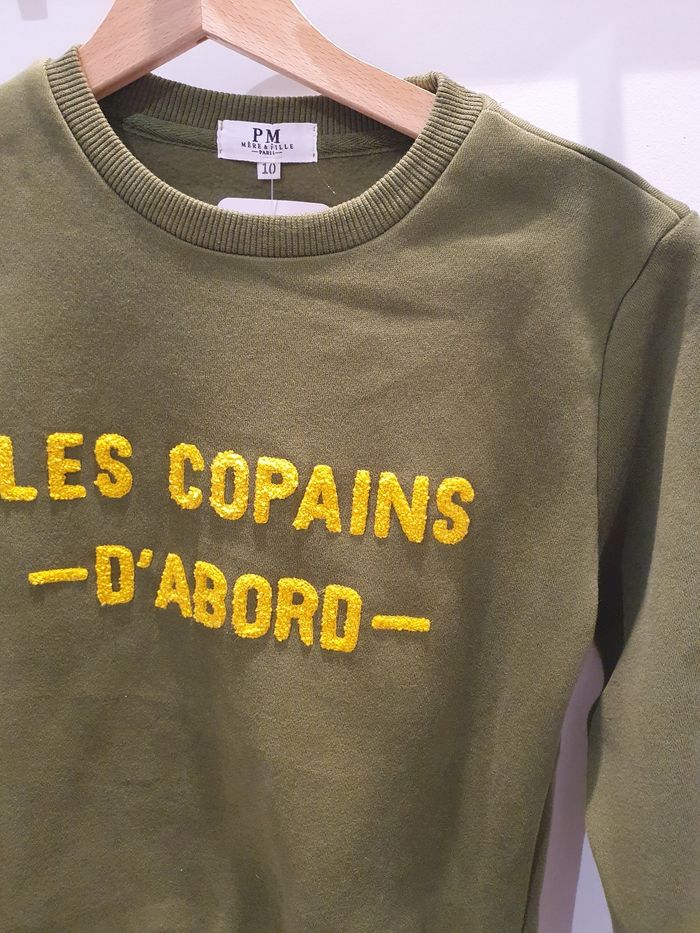 PM
MÈRE & FILLE
PARIS
10
LES COPAINS
—D'ABORD—